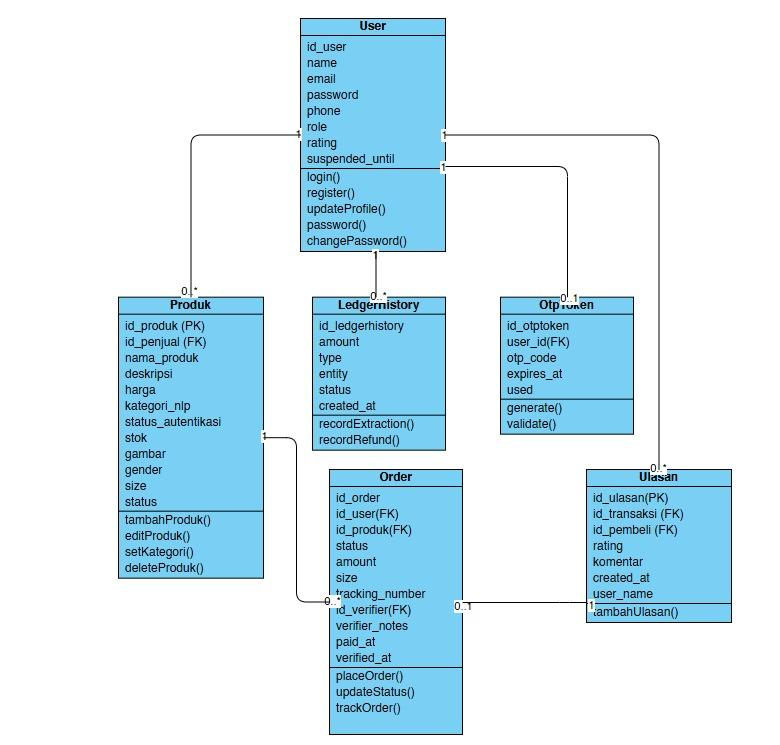 User
id_user
name
email
password
phone
role
rating
suspended_until
login()
register()
updateProfile()
password()
changePassword()
1
1
1
1
0..*
0..*
0..1
Produk
id_produk (PK)
id_penjual (FK)
nama_produk
deskripsi
harga
kategori_nlp
status_autentikasi
stok
gambar
gender
size
status
tambahProduk()
editProduk()
setKategori()
deleteProduk()
1
LedgerHistory
id_ledgerhistory
amount
type
entity
status
created_at
recordExtraction()
recordRefund()
OtpToken
id_otptoken
user_id(FK)
otp_code
expires_at
used
generate()
validate()
Order
id_order
id_user(FK)
id_produk(FK)
status
amount
size
tracking_number
id_verifier(FK)
verifier_notes
paid_at
verified_at
placeOrder()
updateStatus()
trackOrder()
0..*
0..1
0..*
Ulasan
id_ulasan(PK)
id_transaksi (FK)
id_pembeli (FK)
rating
komentar
created_at
user_name
tambahUlasan()
1